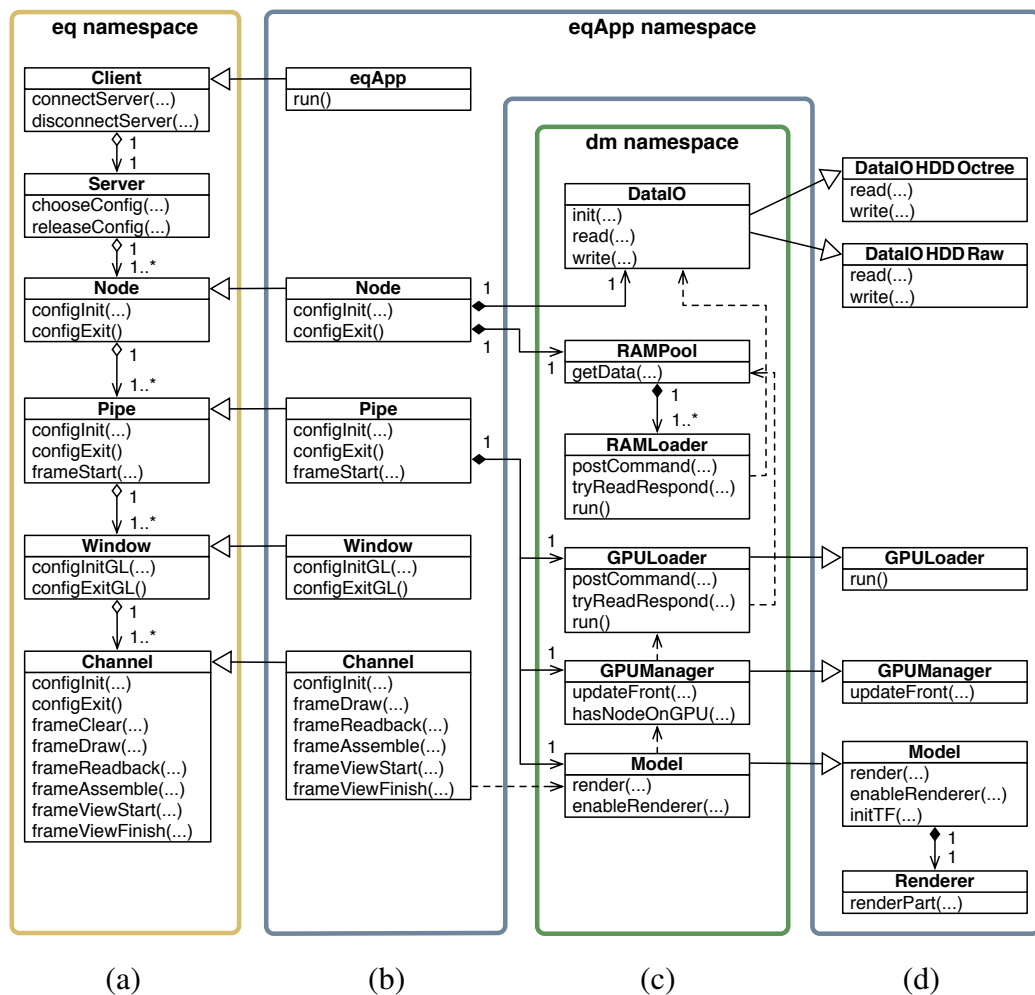 eq namespace
Client
connectServer(...)
disconnectServer(...)
1
1
Server
chooseConfig(...)
releaseConfig(...)
1
1..*
Node
configInit(...)
configExit()
1
1..*
Pipe
configInit(...)
configExit()
frameStart(...)
1
1..*
Window
configInitGL(...)
configExitGL()
1
1..*
Channel
configInit(...)
configExit()
frameClear(...)
frameDraw(...)
frameReadback(...)
frameAssemble(...)
frameViewStart(...)
frameViewFinish(...)
(a)
eqApp namespace
eqApp
run()
Node
configInit(...)
configExit()
1
1
Pipe
configInit(...)
configExit()
frameStart(...)
1
Window
configInitGL(...)
configExitGL()
Channel
configInit(...)
frameDraw(...)
frameReadback(...)
frameAssemble(...)
frameViewStart(...)
frameViewFinish(...)
(b)
dm namespace
DataIO
init(...)
read(...)
write(...)
1
RAMPool
getData(...)
1
1
1..*
RAMLoader
postCommand(...)
tryReadRespond(...)
run()
1
GPULoader
postCommand(...)
tryReadRespond(...)
run()
1
GPUManager
updateFront(...)
hasNodeOnGPU(...)
1
Model
render(...)
enableRenderer(...)
(c)
DataIO HDD Octree
read(...)
write(...)
DataIO HDD Raw
read(...)
write(...)
GPULoader
run()
GPUManager
updateFront(...)
Model
render(...)
enableRenderer(...)
initTF(...)
1
1
Renderer
renderPart(...)
(d)